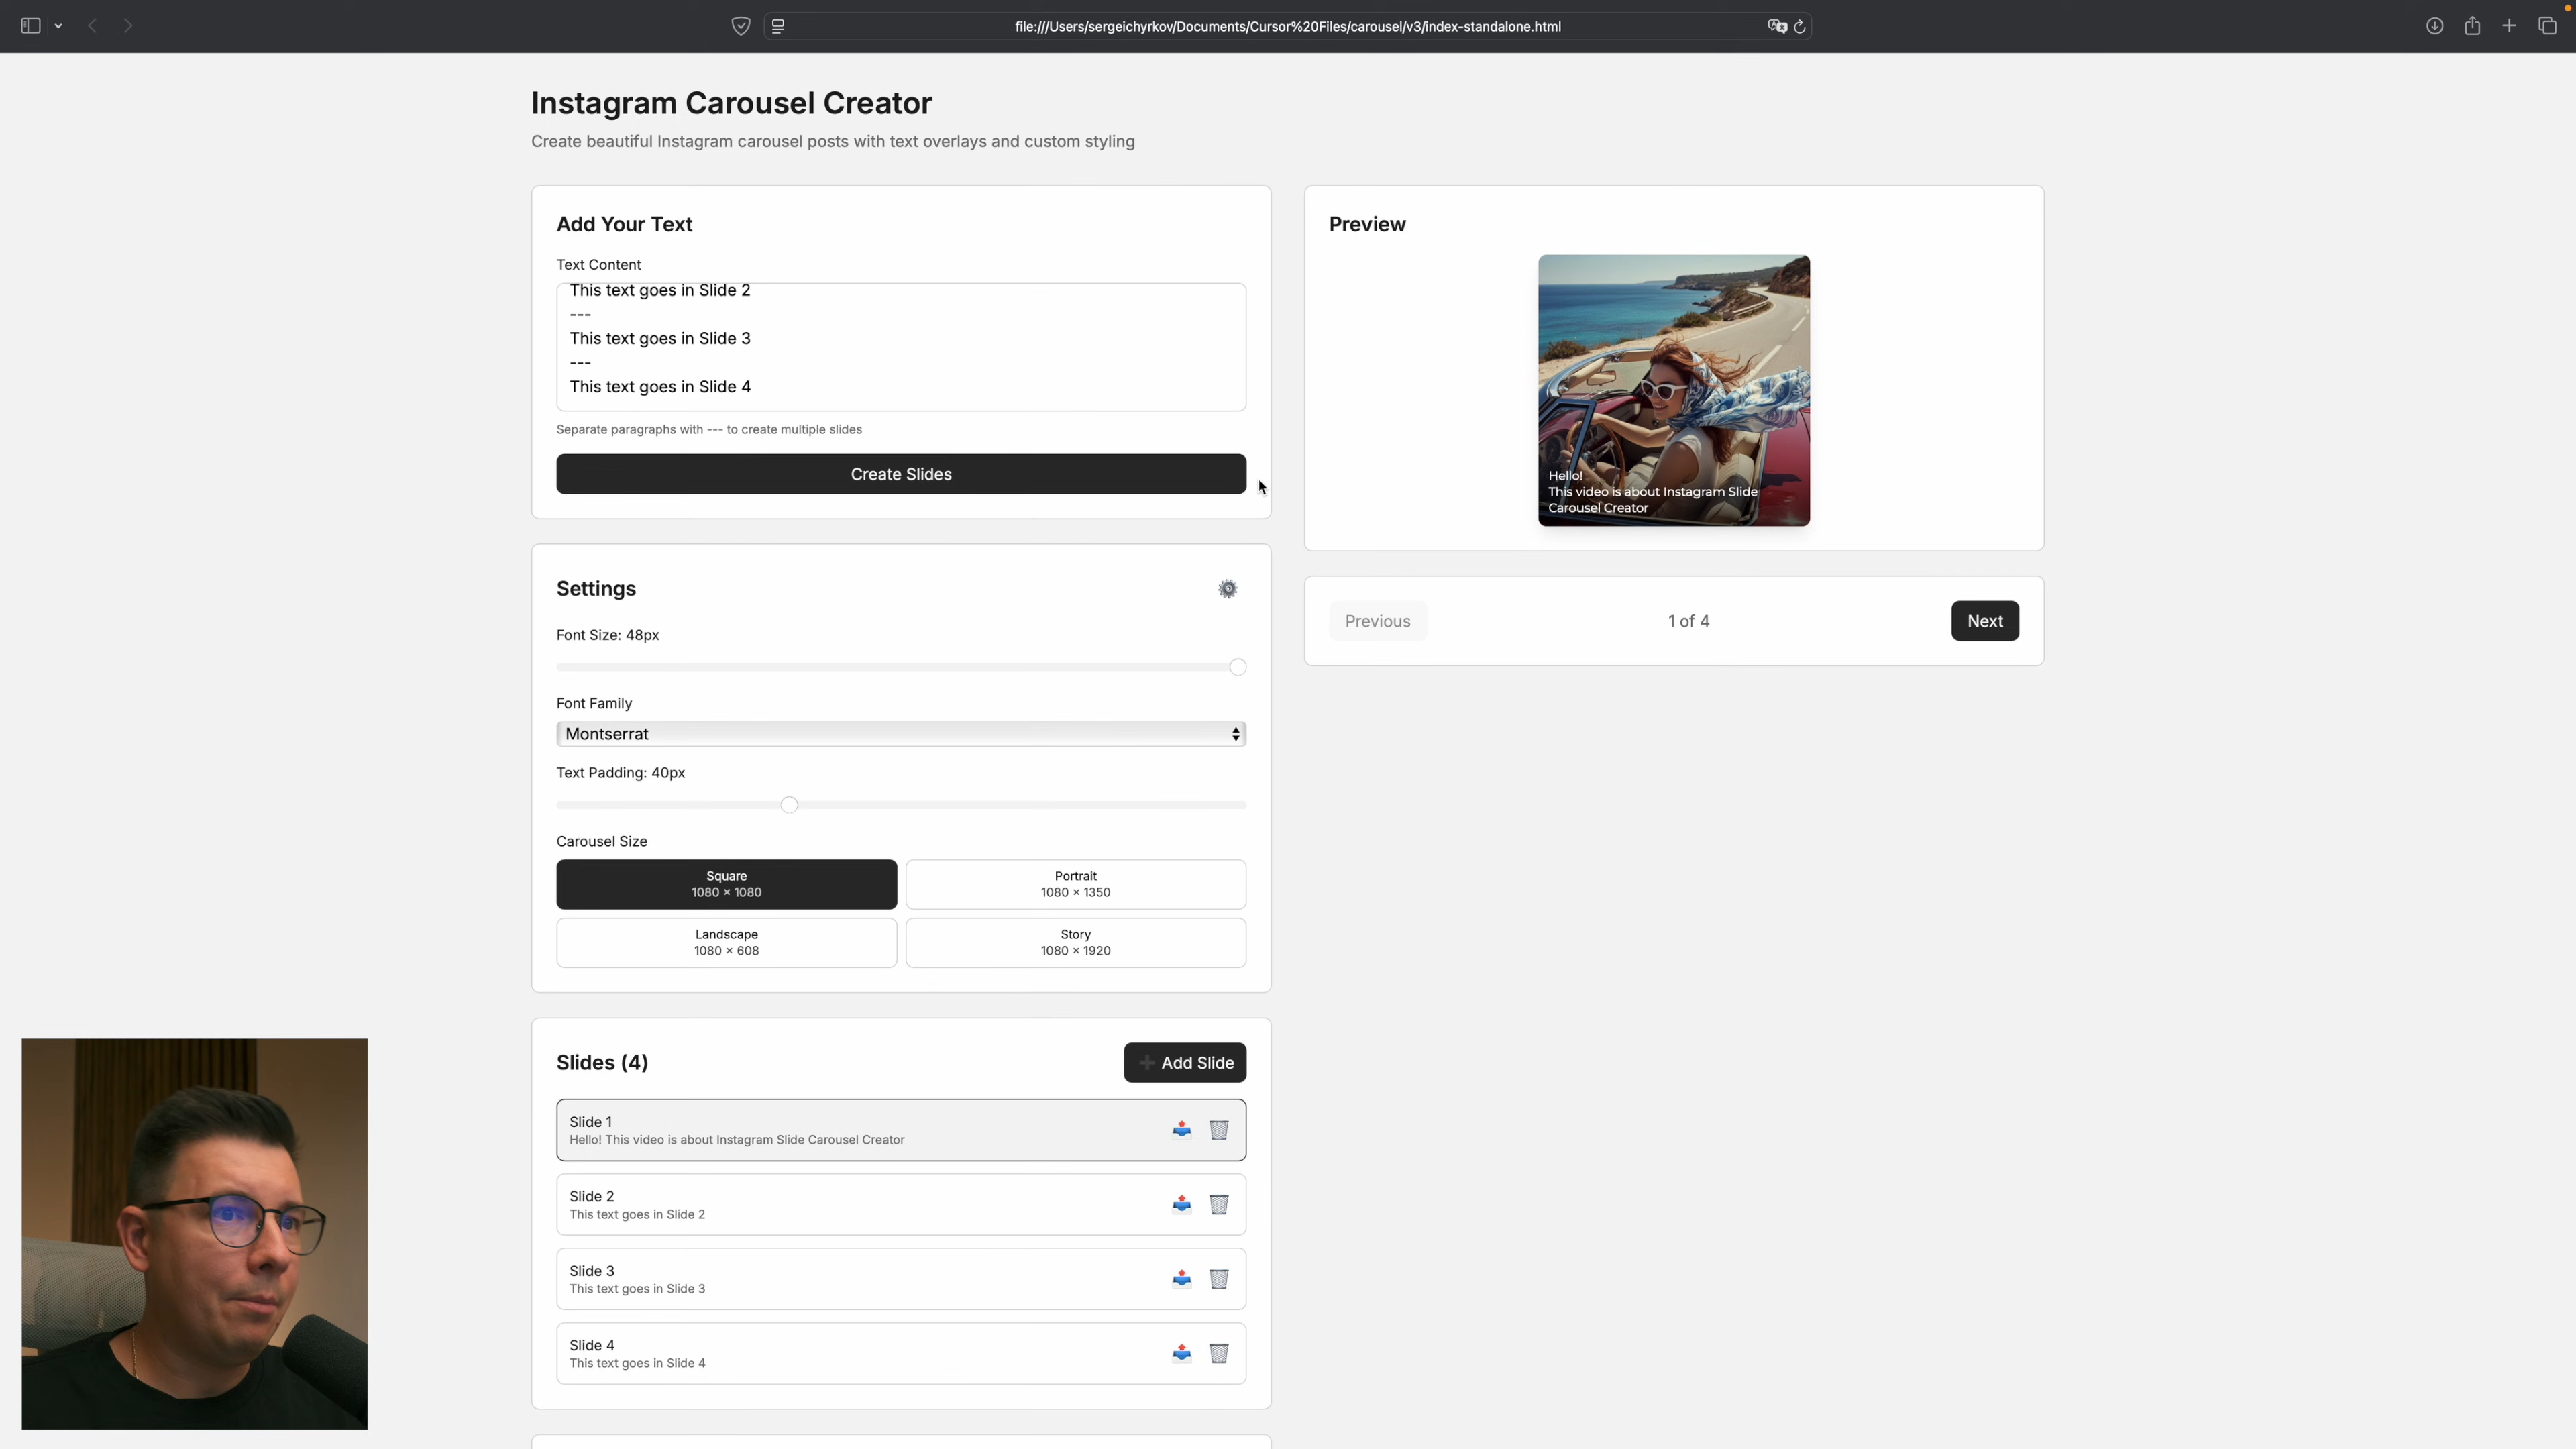 file:///Users/sergeichyrkov/Documents/Cursor%20Files/carousel/v3/index-standalone.html
Instagram Carousel Creator
Create beautiful Instagram carousel posts with text overlays and custom styling
Add Your Text
Text Content
This text goes in Slide 2
---
This text goes in Slide 3
---
This text goes in Slide 4
Separate paragraphs with --- to create multiple slides
Create Slides
Settings
Font Size: 48px
Font Family
Montserrat
Text Padding: 40px
Carousel Size
Square
1080 × 1080
Portrait
1080 × 1350
Landscape
1080 × 608
Story
1080 × 1920
Slides (4)
Add Slide
Slide 1
Hello! This video is about Instagram Slide Carousel Creator
Slide 2
This text goes in Slide 2
Slide 3
This text goes in Slide 3
Slide 4
This text goes in Slide 4
Preview
Hello!
This video is about Instagram Slide
Carousel Creator
Previous
1 of 4
Next